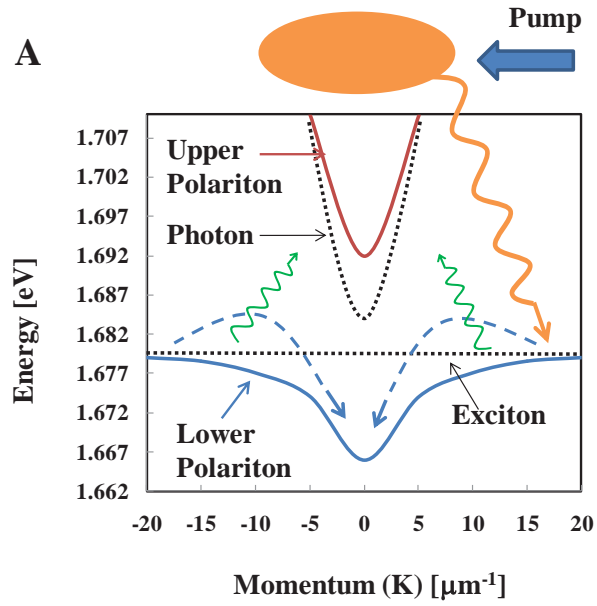 A
Pump
1.707
1.702
1.697
1.692
1.687
1.682
1.677
1.672
1.667
1.662
Energy [eV]
Upper
Polariton
Photon
Exciton
Lower
Polariton
-20 -15 -10 -5 0 5 10 15 20
Momentum (K) [µm⁻¹]